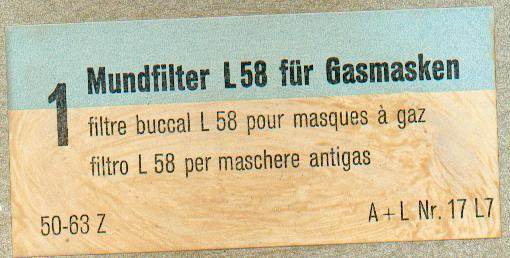 1 Mundfilter L58 für Gasmasken
filtre buccal L 58 pour masques à gaz
filtro L 58 per maschere antigas
50-63 Z
A+L Nr. 17 L7